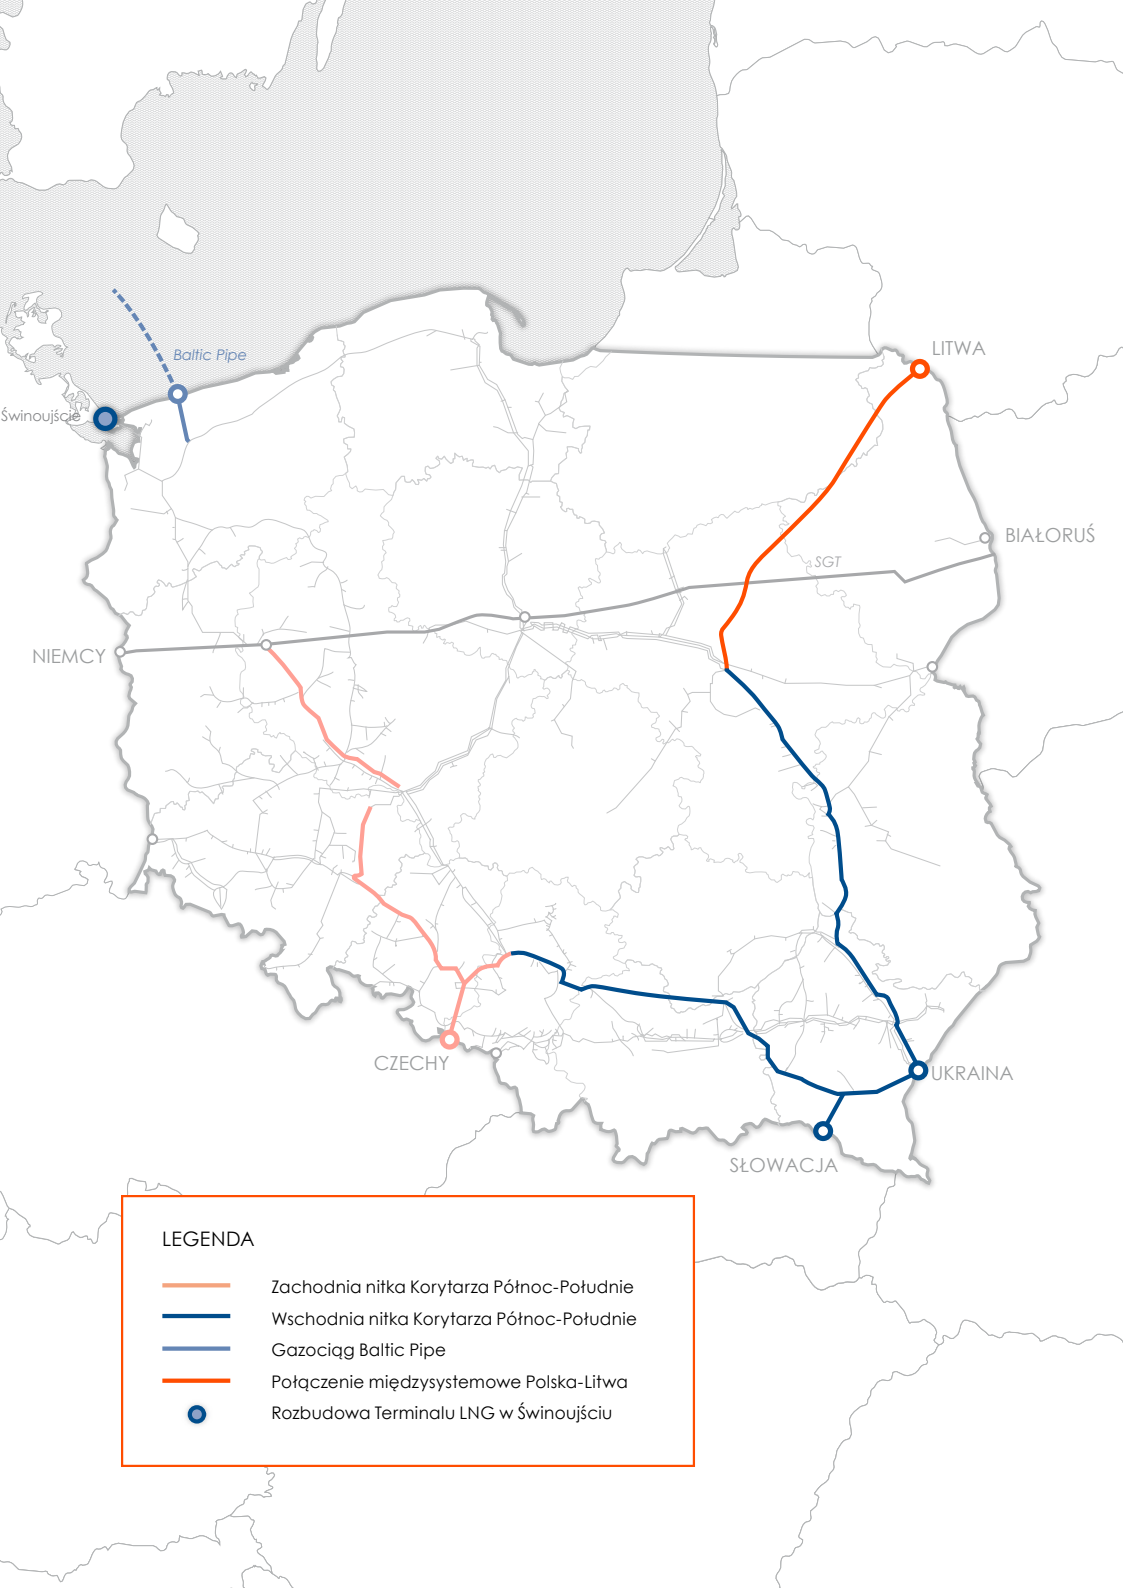 LITWA
Baltic Pipe
Świnoujście
BIAŁORUŚ
SGT
NIEMCY
CZECHY
UKRAINA
SŁOWACJA
LEGENDA
Zachodnia nitka Korytarza Północ-Południe
Wschodnia nitka Korytarza Północ-Południe
Gazociąg Baltic Pipe
Połączenie międzysystemowe Polska-Litwa
Rozbudowa Terminalu LNG w Świnoujściu